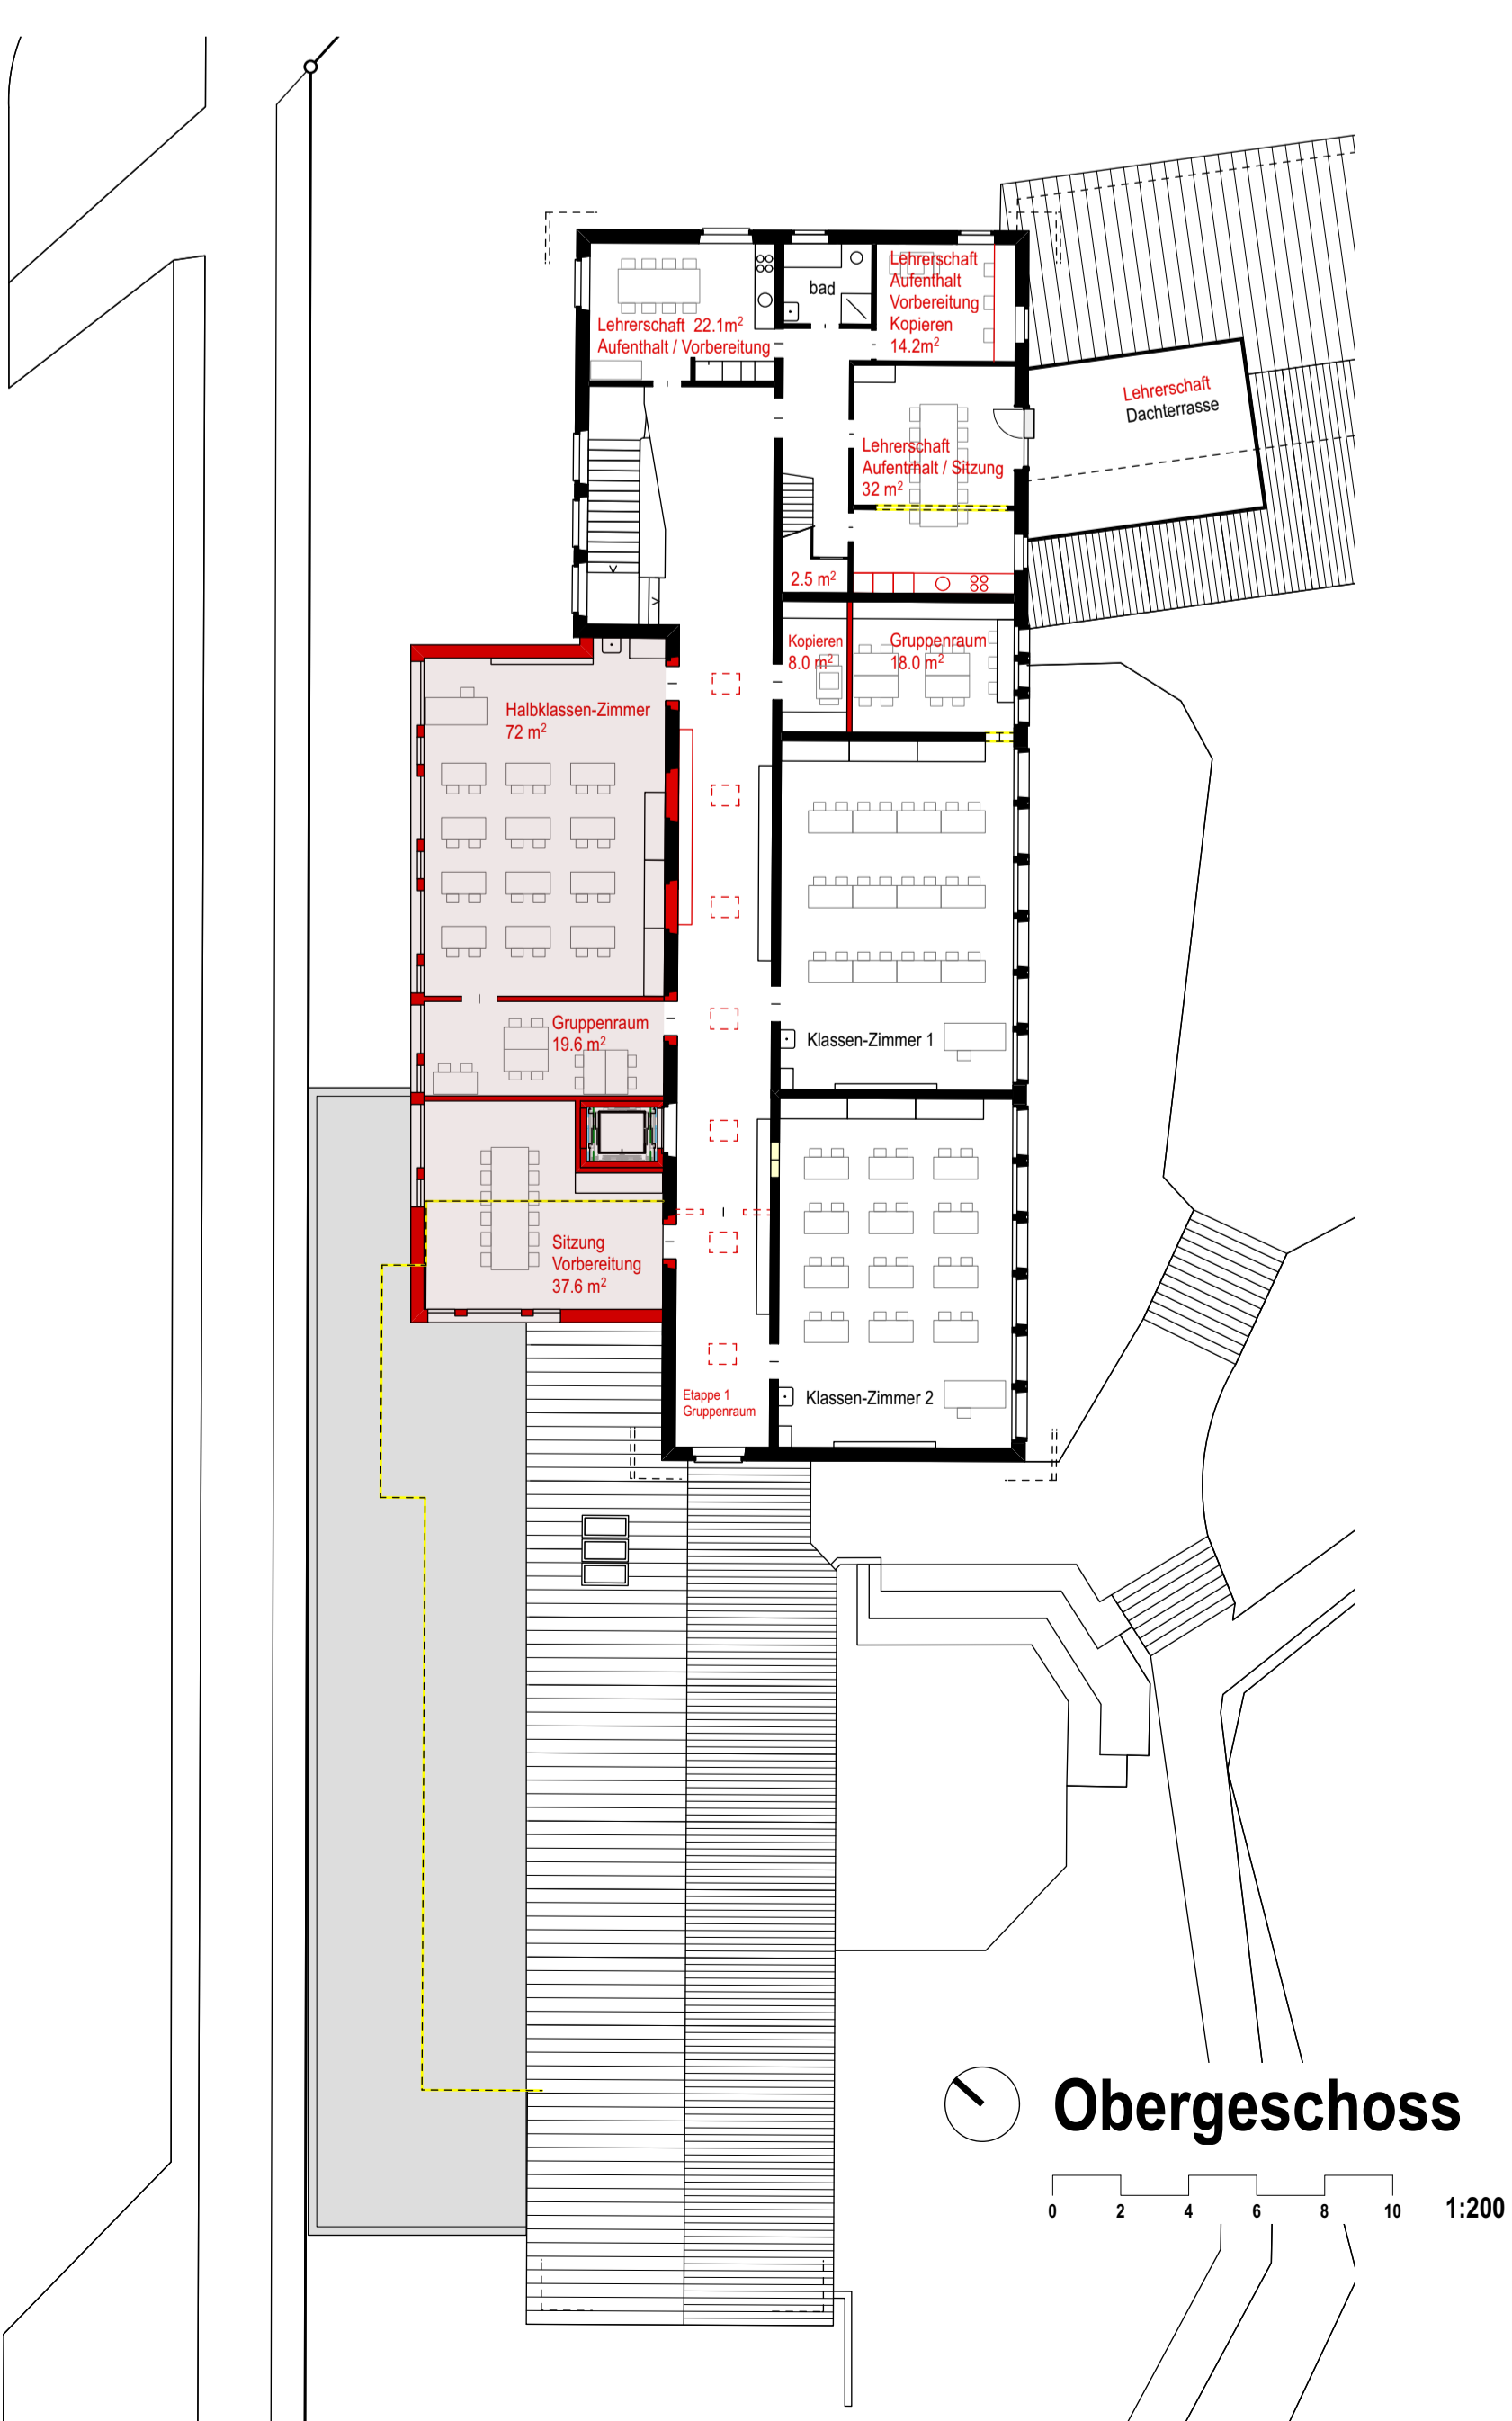 Lehrerschaft 22.1m²
Aufenthalt / Vorbereitung
bad
Lehrerschaft
Aufenthalt
Vorbereitung
Kopieren
14.2m²
Lehrerschaft
Dachterrasse
Lehrerschaft
Aufentrhalt / Sitzung
32 m²
2.5 m²
Kopieren
8.0 m²
Gruppenraum
18.0 m²
Halbklassen-Zimmer
72 m²
Gruppenraum
19.6 m²
Klassen-Zimmer 1
Sitzung
Vorbereitung
37.6 m²
Etappe 1
Gruppenraum
Klassen-Zimmer 2
Obergeschoss
0 2 4 6 8 10 1:200